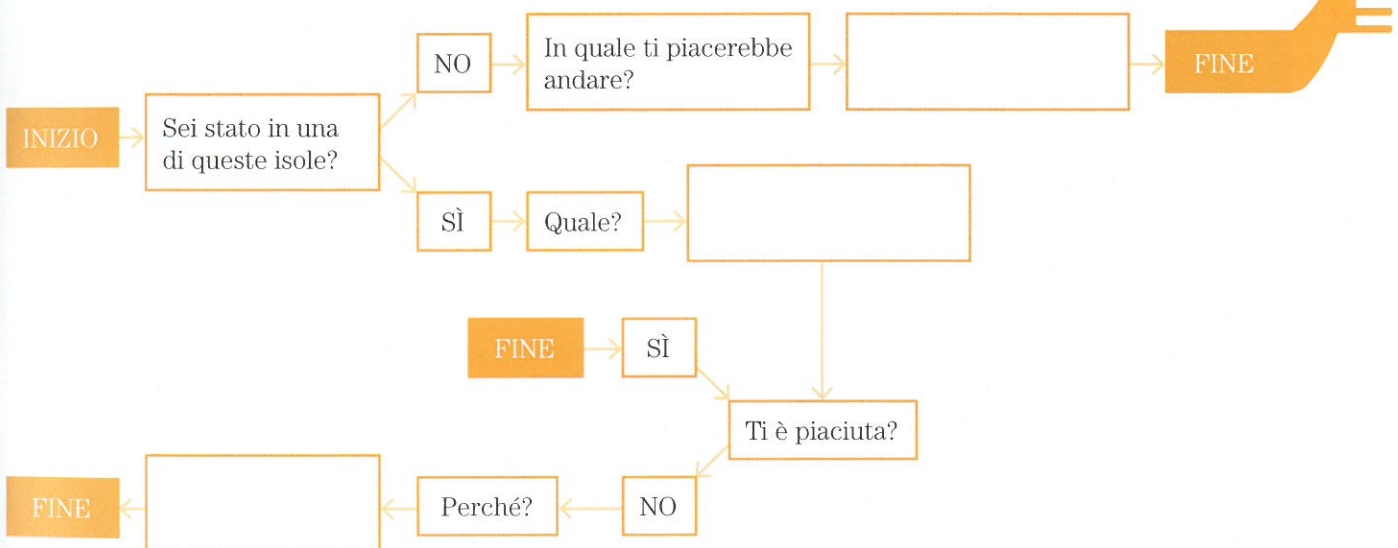 INIZIO
Sei stato in una
di queste isole?
NO
In quale ti piacerebbe
andare?
FINE
SÌ
Quale?
FINE
SÌ
Ti è piaciuta?
NO
Perché?
FINE